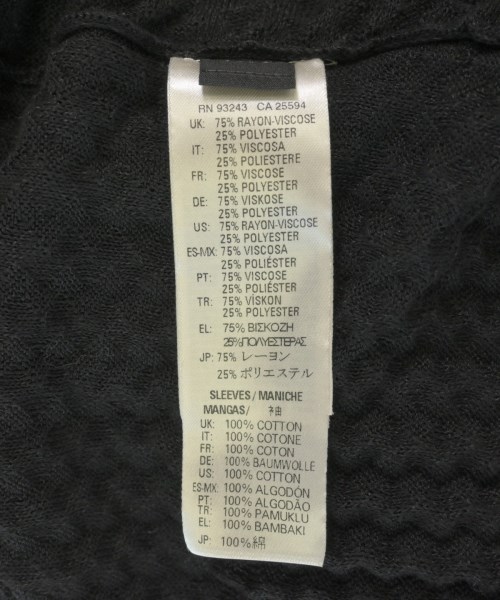 RN 93243 CA 25594
UK: 75% RAYON-VISCOSE
25% POLYESTER
IT: 75% VISCOSA
25% POLIESTERE
FR: 75% VISCOSE
25% POLYESTER
DE: 75% VISKOSE
25% POLYESTER
US: 75% RAYON-VISCOSE
25% POLYESTER
ES-MX: 75% VISCOSA
25% POLIÉSTER
PT: 75% VISCOSE
25% POLIÉSTER
TR: 75% VİSKON
25% POLYESTER
EL: 75% ΒΙΣΚΟΖΗ
25% ΠΟΛΥΕΣΤΕΡΑΣ
JP: 75% レーヨン
25% ポリエステル
SLEEVES/ MANICHE
MANGAS/ 袖
UK: 100% COTTON
IT: 100% COTONE
FR: 100% COTON
DE: 100% BAUMWOLLE
US: 100% COTTON
ES-MX: 100% ALGODÓN
PT: 100% ALGODÃO
TR: 100% PAMUKLU
EL: 100% BAMBAKI
JP: 100% 綿